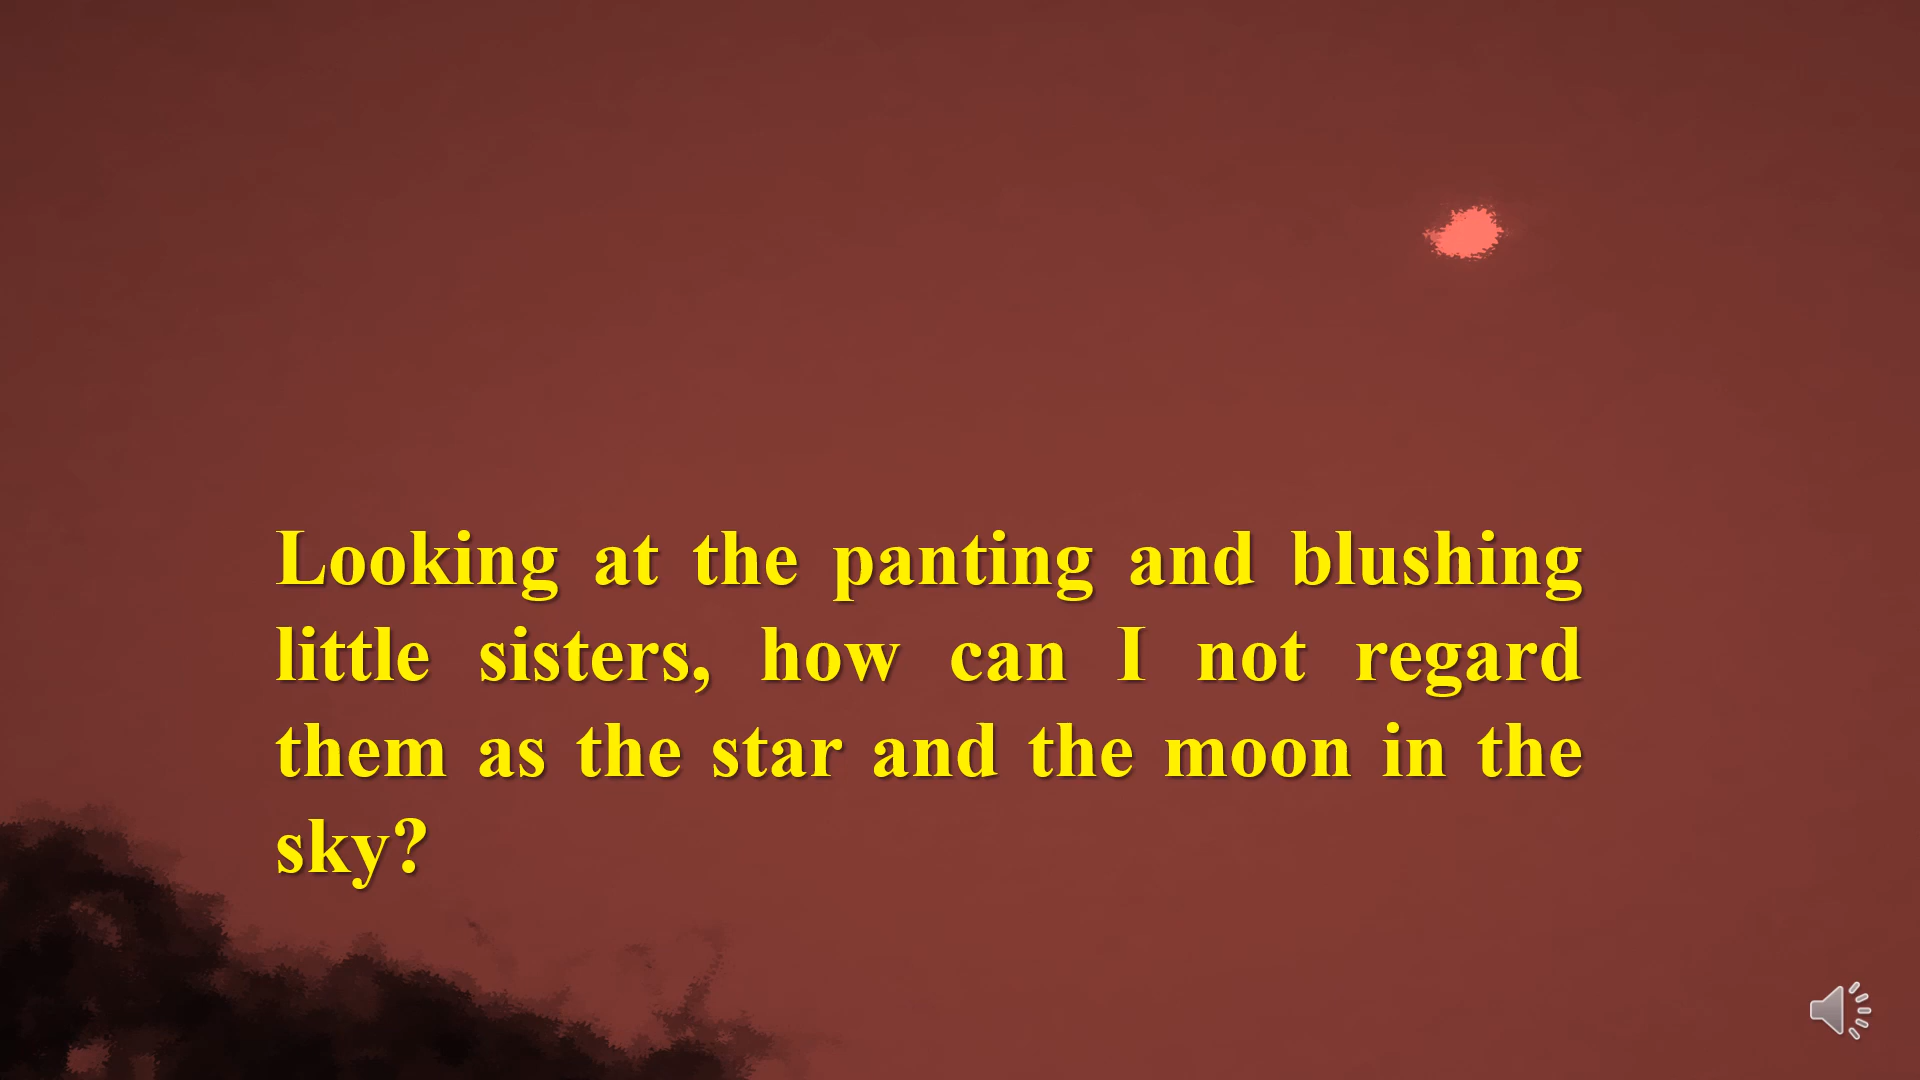 Looking at the panting and blushing
little sisters, how can I not regard
them as the star and the moon in the
sky?